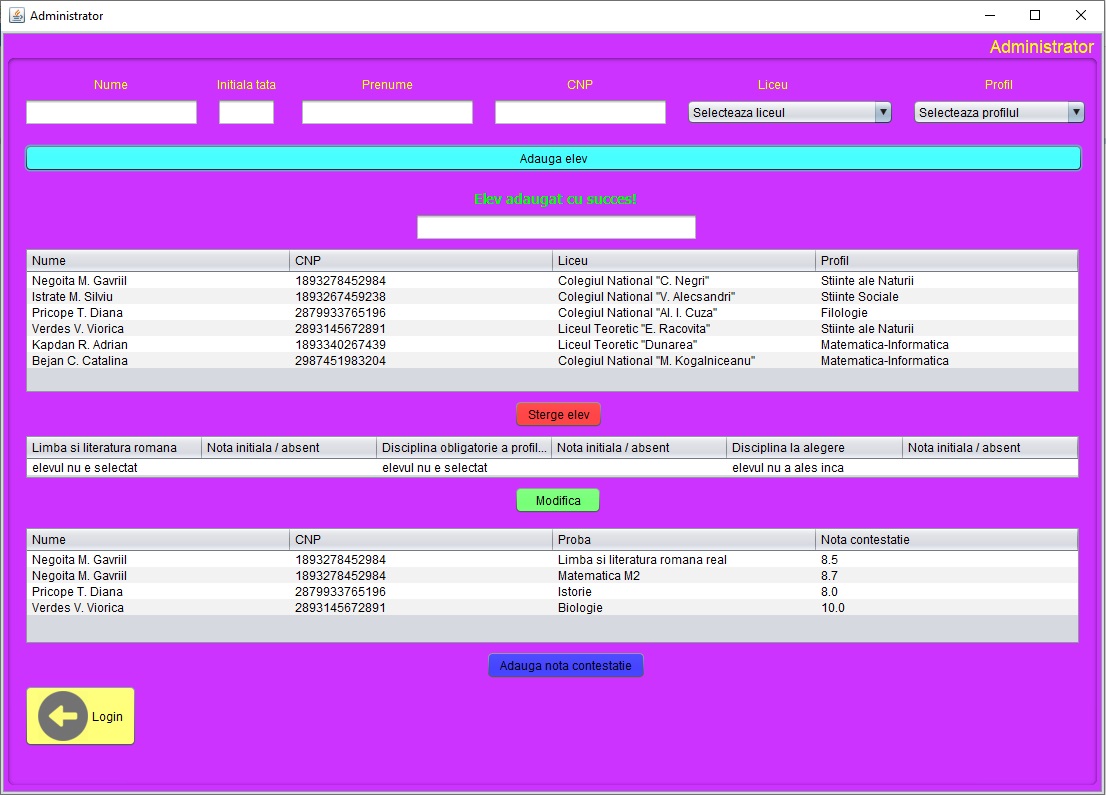 Administrator
Administrator
Nume Initiala tata Prenume CNP Liceu Profil
Selecteaza liceul Selecteaza profilul
Adauga elev
Elev adaugat cu succes!
Nume CNP Liceu Profil
Negoita M. Gavriil 1893278452984 Colegiul National "C. Negri" Stiinte ale Naturii
Istrate M. Silviu 1893267459238 Colegiul National "V. Alecsandri" Stiinte Sociale
Pricope T. Diana 2879933765196 Colegiul National "Al. I. Cuza" Filologie
Verdes V. Viorica 2893145672891 Liceul Teoretic "E. Racovita" Stiinte ale Naturii
Kapdan R. Adrian 1893340267439 Liceul Teoretic "Dunarea" Matematica-Informatica
Bejan C. Catalina 2987451983204 Colegiul National "M. Kogalniceanu" Matematica-Informatica
Sterge elev
Limba si literatura romana Nota initiala / absent Disciplina obligatorie a profil... Nota initiala / absent Disciplina la alegere Nota initiala / absent
elevul nu e selectat elevul nu e selectat elevul nu a ales inca
Modifica
Nume CNP Proba Nota contestatie
Negoita M. Gavriil 1893278452984 Limba si literatura romana real 8.5
Negoita M. Gavriil 1893278452984 Matematica M2 8.7
Pricope T. Diana 2879933765196 Istorie 8.0
Verdes V. Viorica 2893145672891 Biologie 10.0
Adauga nota contestatie
Login